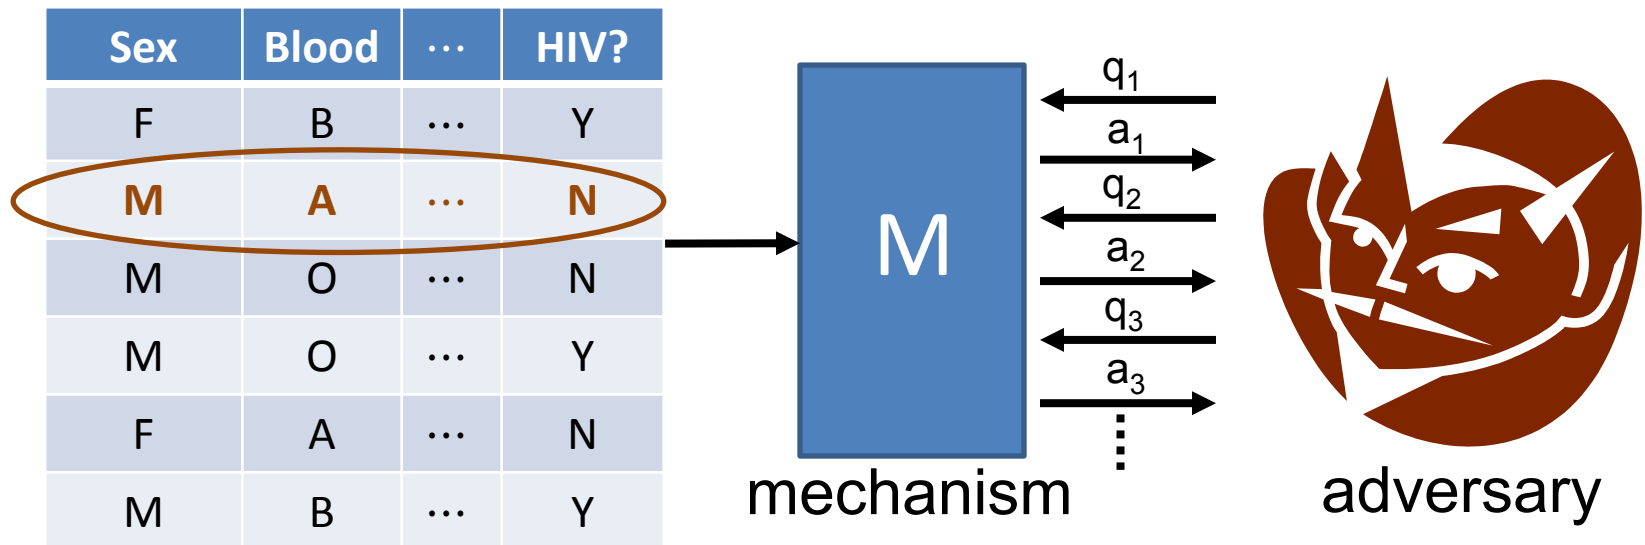 Sex Blood ... HIV?
F B ... Y
M A ... N
M O ... N
M O ... Y
F A ... N
M B ... Y
M
mechanism
q1
a1
q2
a2
q3
a3
adversary